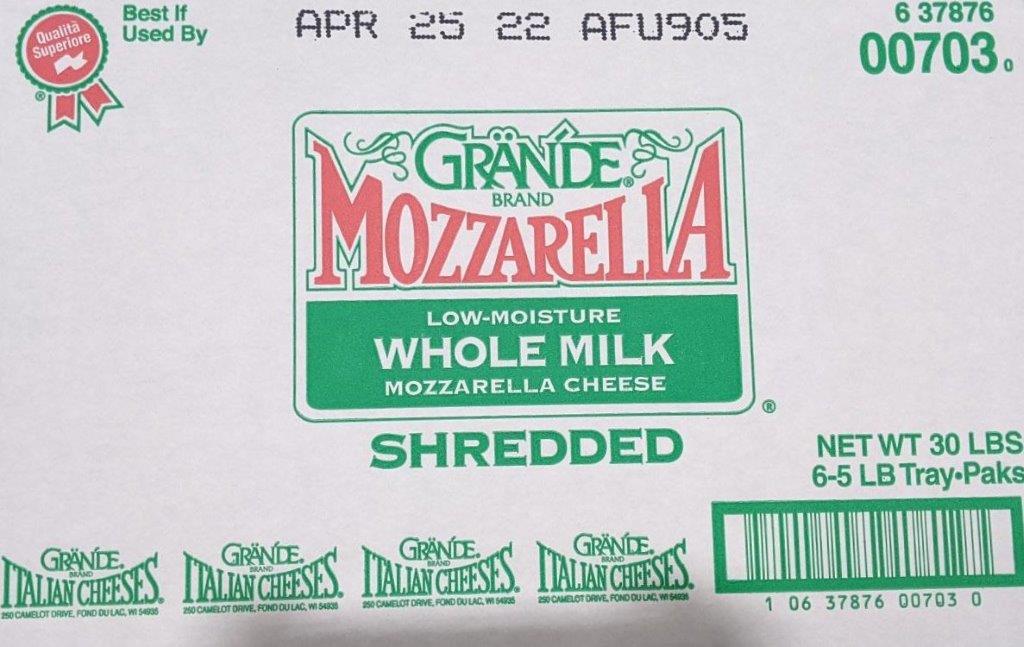 Qualità
Superiore
Best If
Used By
APR 25 22 AFU905
6 37876
00703 0
GRÄNDE®
BRAND
MOZZARELLA
LOW-MOISTURE
WHOLE MILK
MOZZARELLA CHEESE
®
SHREDDED
NET WT 30 LBS
6-5 LB Tray•Paks
GRÄNDE®
BRAND
ITALIAN CHEESES®
250 CAMELOT DRIVE, FOND DU LAC, WI 54935
GRÄNDE®
BRAND
ITALIAN CHEESES®
250 CAMELOT DRIVE, FOND DU LAC, WI 54935
GRÄNDE®
BRAND
ITALIAN CHEESES®
250 CAMELOT DRIVE, FOND DU LAC, WI 54935
GRÄNDE®
BRAND
ITALIAN CHEESES®
250 CAMELOT DRIVE, FOND DU LAC, WI 54935
1 06 37876 00703 0